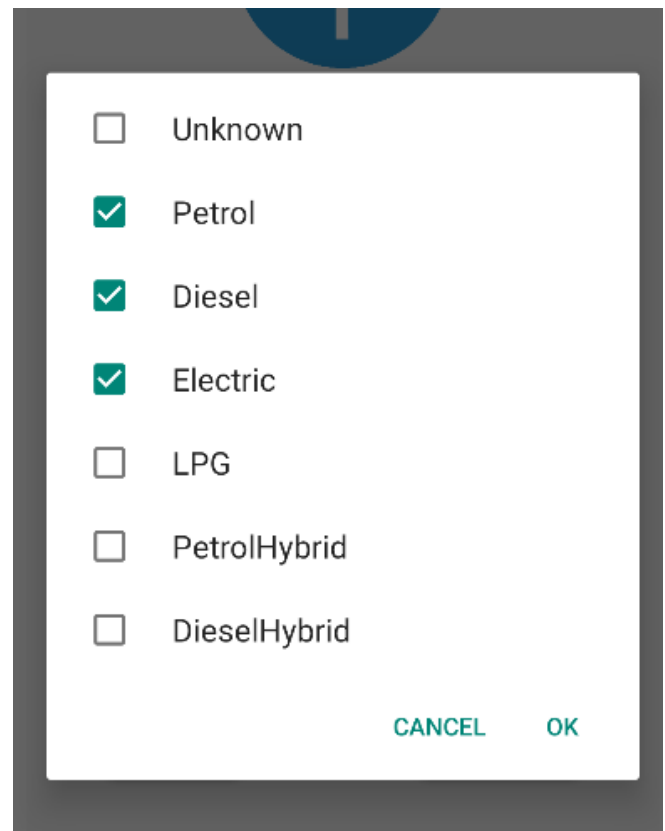 Unknown
Petrol
Diesel
Electric
LPG
PetrolHybrid
DieselHybrid
CANCEL OK